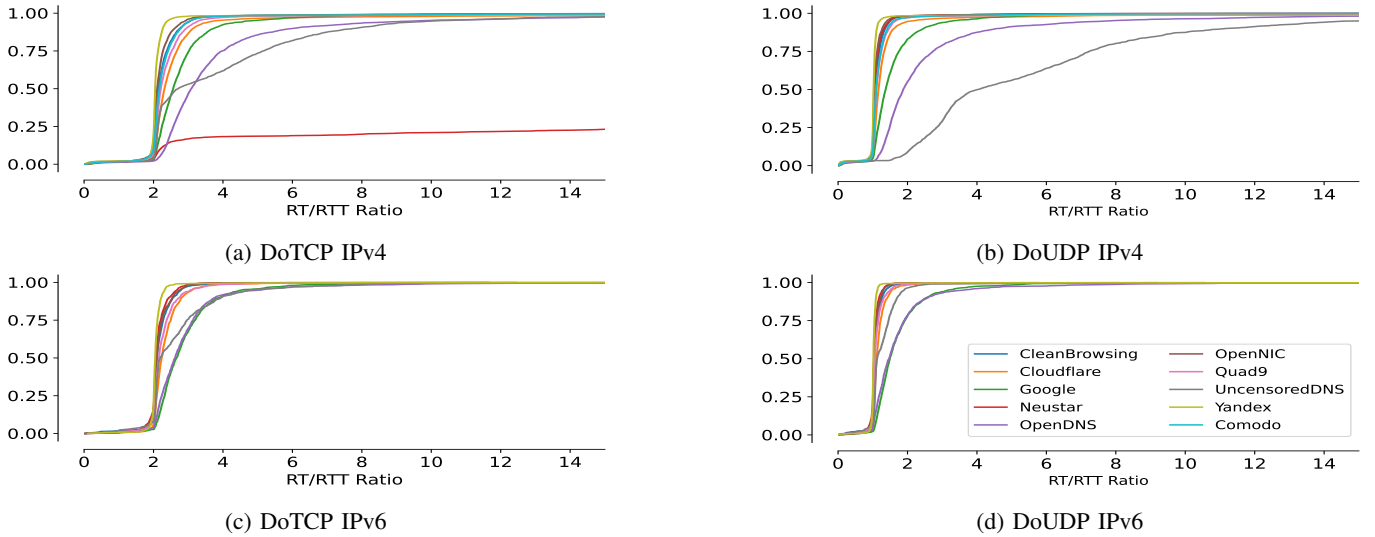 1.00
0.75
0.50
0.25
0.00
0 2 4 6 8 10 12 14
RT/RTT Ratio
(a) DoTCP IPv4
1.00
0.75
0.50
0.25
0.00
0 2 4 6 8 10 12 14
RT/RTT Ratio
(b) DoUDP IPv4
1.00
0.75
0.50
0.25
0.00
0 2 4 6 8 10 12 14
RT/RTT Ratio
(c) DoTCP IPv6
1.00
0.75
0.50
0.25
0.00
CleanBrowsing
Cloudflare
Google
Neustar
OpenDNS
OpenNIC
Quad9
UncensoredDNS
Yandex
Comodo
0 2 4 6 8 10 12 14
RT/RTT Ratio
(d) DoUDP IPv6